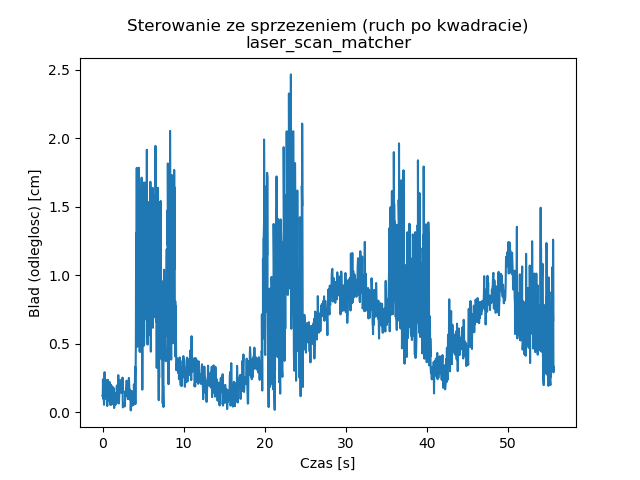 Sterowanie ze sprzezeniem (ruch po kwadracie)
laser_scan_matcher
Blad (odleglosc) [cm]
2.5
2.0
1.5
1.0
0.5
0.0
0 10 20 30 40 50
Czas [s]